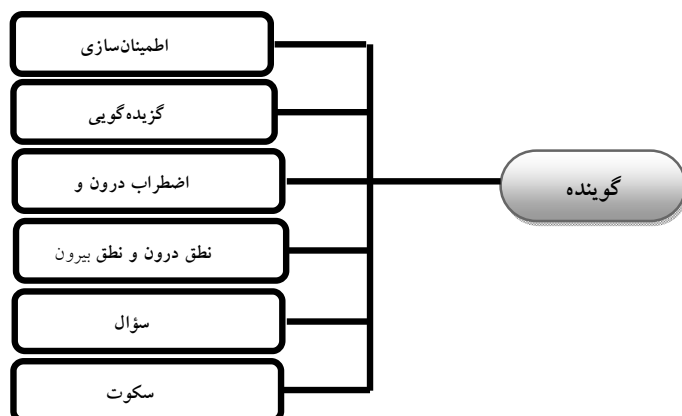 گوینده
اطمینان‌سازی
گزیده‌گویی
اضطراب درون و
نطق درون و نطق بیرون
سؤال
سکوت